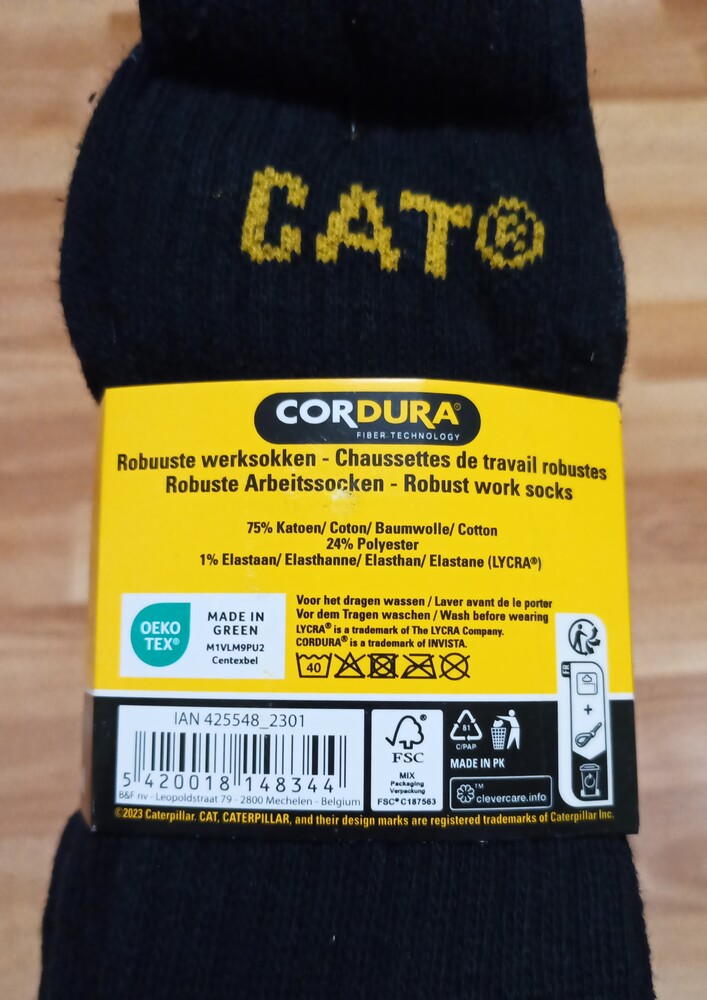 CAT®
CORDURA®
FIBER TECHNOLOGY
Robuuste werksokken - Chaussettes de travail robustes
Robuste Arbeitssocken - Robust work socks
75% Katoen/ Coton/ Baumwolle/ Cotton
24% Polyester
1% Elastaan/ Elasthanne/ Elasthan/ Elastane (LYCRA®)
OEKO
TEX®
MADE IN
GREEN
M1VLM9PU2
Centexbel
Voor het dragen wassen / Laver avant de le porter
Vor dem Tragen waschen / Wash before wearing
LYCRA® is a trademark of The LYCRA Company.
CORDURA® is a trademark of INVISTA.
40
FR
+
IAN 425548_2301
5 420018 148344
B&F nv - Leopoldstraat 79 - 2800 Mechelen - Belgium
FSC
MIX
Packaging
Verpackung
FSC® C187563
81
C/PAP
MADE IN PK
™
clevercare.info
©2023 Caterpillar. CAT, CATERPILLAR, and their design marks are registered trademarks of Caterpillar Inc.